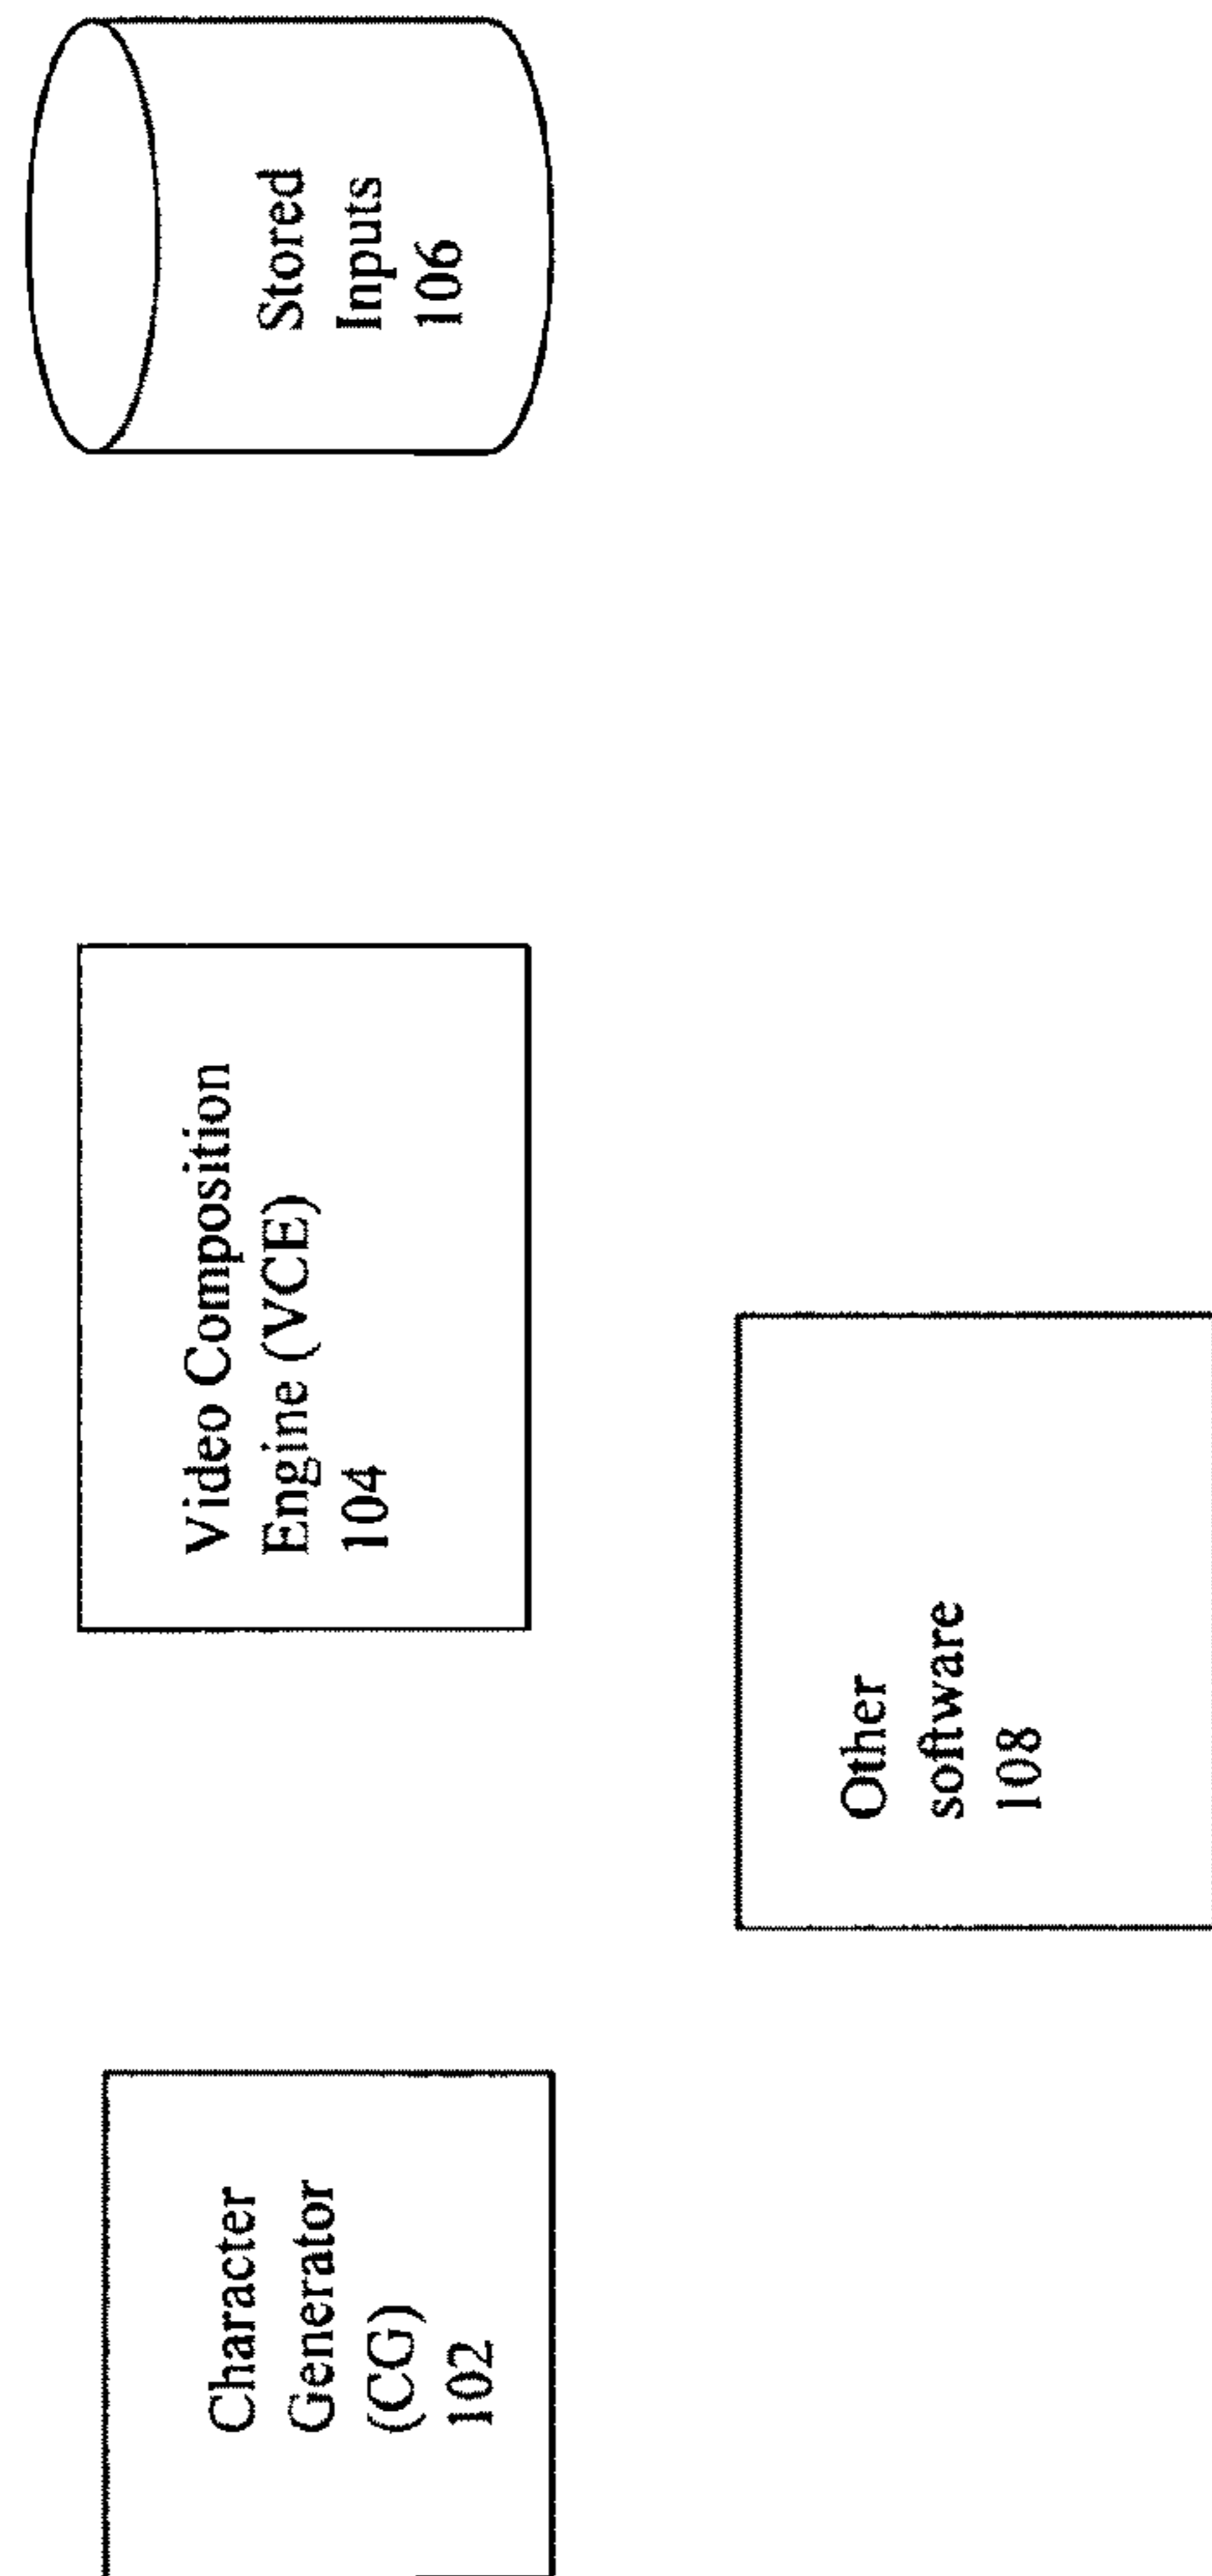 Character
Generator
(CG)
102
Video Composition
Engine (VCE)
104
Stored
Inputs
106
Other
software
108